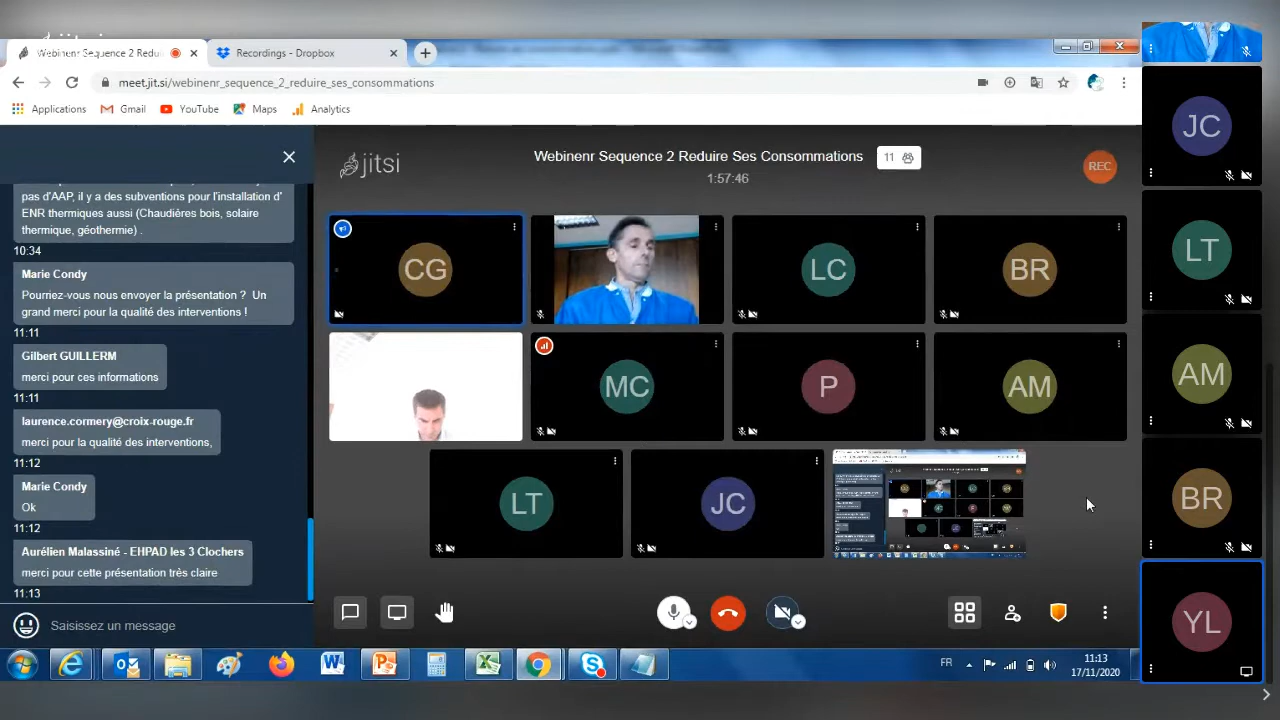 Webinenr Sequence 2 Redui
Recordings - Dropbox
meet.jit.si/webinenr_sequence_2_reduire_ses_consommations
Applications
Gmail
YouTube
Maps
Analytics
pas d'AAP, il y a des subventions pour l'installation d'
ENR thermiques aussi (Chaudières bois, solaire
thermique, géothermie) .
10:34
Marie Condy
Pourriez-vous nous envoyer la présentation ? Un
grand merci pour la qualité des interventions !
11:11
Gilbert GUILLERM
merci pour ces informations
11:11
laurence.cormery@croix-rouge.fr
merci pour la qualité des interventions,
11:12
Marie Condy
Ok
11:12
Aurélien Malassiné - EHPAD les 3 Clochers
merci pour cette présentation très claire
11:13
Saisissez un message
jitsi
Webinenr Sequence 2 Reduire Ses Consommations
11
1:57:46
REC
CG
LC
BR
MC
P
AM
LT
JC
JC
LT
AM
BR
YL
FR
11:13
17/11/2020